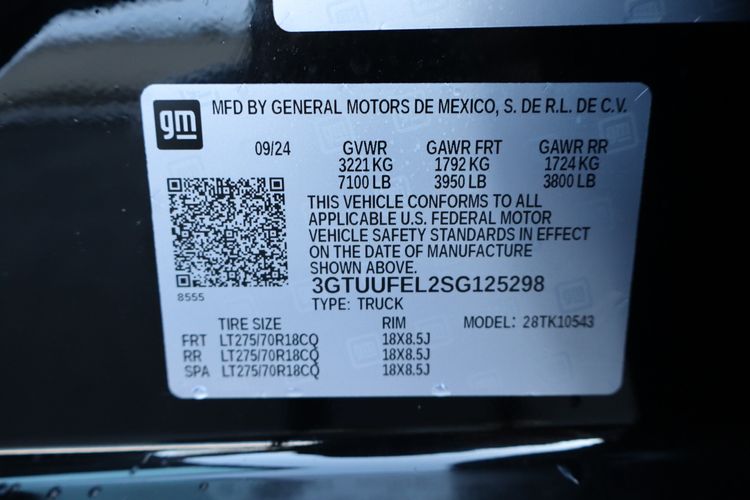 gm
MFD BY GENERAL MOTORS DE MEXICO, S. DE R.L. DE C.V.
09/24 GVWR GAWR FRT GAWR RR
3221 KG 1792 KG 1724 KG
7100 LB 3950 LB 3800 LB
THIS VEHICLE CONFORMS TO ALL
APPLICABLE U.S. FEDERAL MOTOR
VEHICLE SAFETY STANDARDS IN EFFECT
ON THE DATE OF MANUFACTURE
SHOWN ABOVE.
8555
3GTUUFEL2SG125298
TYPE: TRUCK
TIRE SIZE RIM MODEL: 28TK10543
FRT LT275/70R18CQ 18X8.5J
RR LT275/70R18CQ 18X8.5J
SPA LT275/70R18CQ 18X8.5J